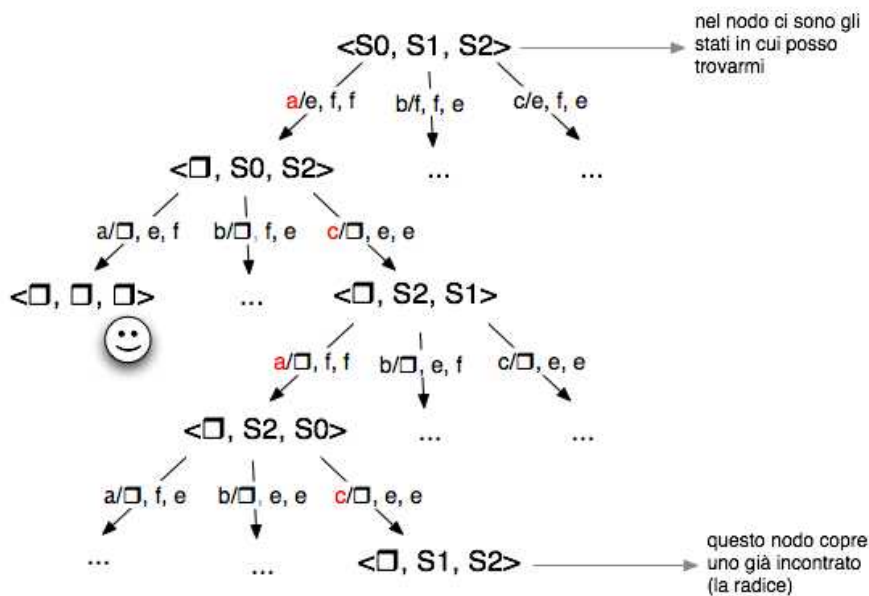 nel nodo ci sono gli
stati in cui posso
trovarmi
<S0, S1, S2>
a/e, f, f
b/f, f, e
c/e, f, e
<❒, S0, S2>
...
...
a/❒, e, f
b/❒, f, e
c/❒, e, e
<❒, ❒, ❒>
...
<❒, S2, S1>
a/❒, f, f
b/❒, e, f
c/❒, e, e
<❒, S2, S0>
...
...
a/❒, f, e
b/❒, e, e
c/❒, e, e
...
...
<❒, S1, S2>
questo nodo copre
uno già incontrato
(la radice)